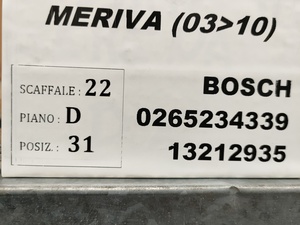 MERIVA (03>10)
SCAFFALE : 22
PIANO : D
POSIZ. : 31
BOSCH
0265234339
13212935